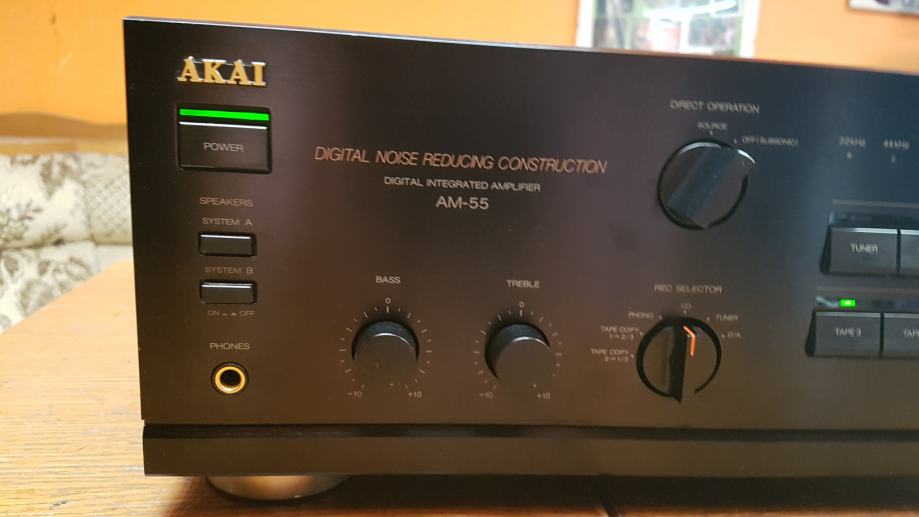 AKAI
POWER
DIGITAL NOISE REDUCING CONSTRUCTION
DIGITAL INTEGRATED AMPLIFIER
AM-55
DIRECT OPERATION
SOURCE
OFF(SUBSONIC)
32kHz
44kHz
SPEAKERS
SYSTEM A
SYSTEM B
ON
OFF
PHONES
BASS
0
-10
+10
TREBLE
0
-10
+10
REC SELECTOR
CD
PHONO
TUNER
TAPE COPY
1→2/3
D/A
TAPE COPY
2→1/3
TUNER
TAPE 3